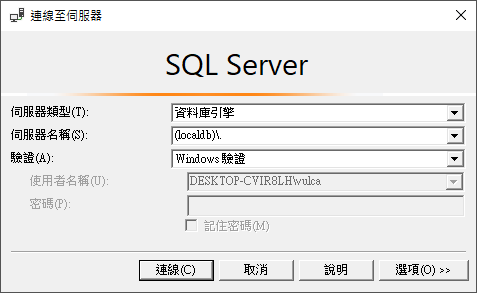 連線至伺服器
SQL Server
伺服器類型(T): 資料庫引擎
伺服器名稱(S): (localdb)\.
驗證(A): Windows 驗證
使用者名稱(U): DESKTOP-CVIR8LH\wulca
密碼(P):
記住密碼(M)
連線(C) 取消 說明 選項(O) >>